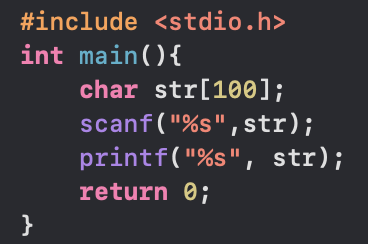 #include <stdio.h>
int main(){
    char str[100];
    scanf("%s",str);
    printf("%s", str);
    return 0;
}